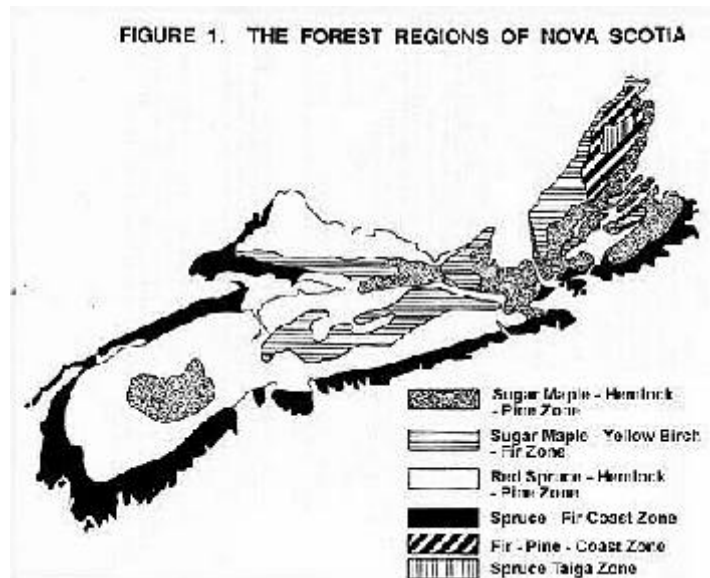 FIGURE 1. THE FOREST REGIONS OF NOVA SCOTIA
Sugar Maple - Hemlock
- Pine Zone
Sugar Maple - Yellow Birch
- Fir Zone
Red Spruce - Hemlock
- Pine Zone
Spruce - Fir Coast Zone
Fir - Pine - Coast Zone
Spruce Taiga Zone